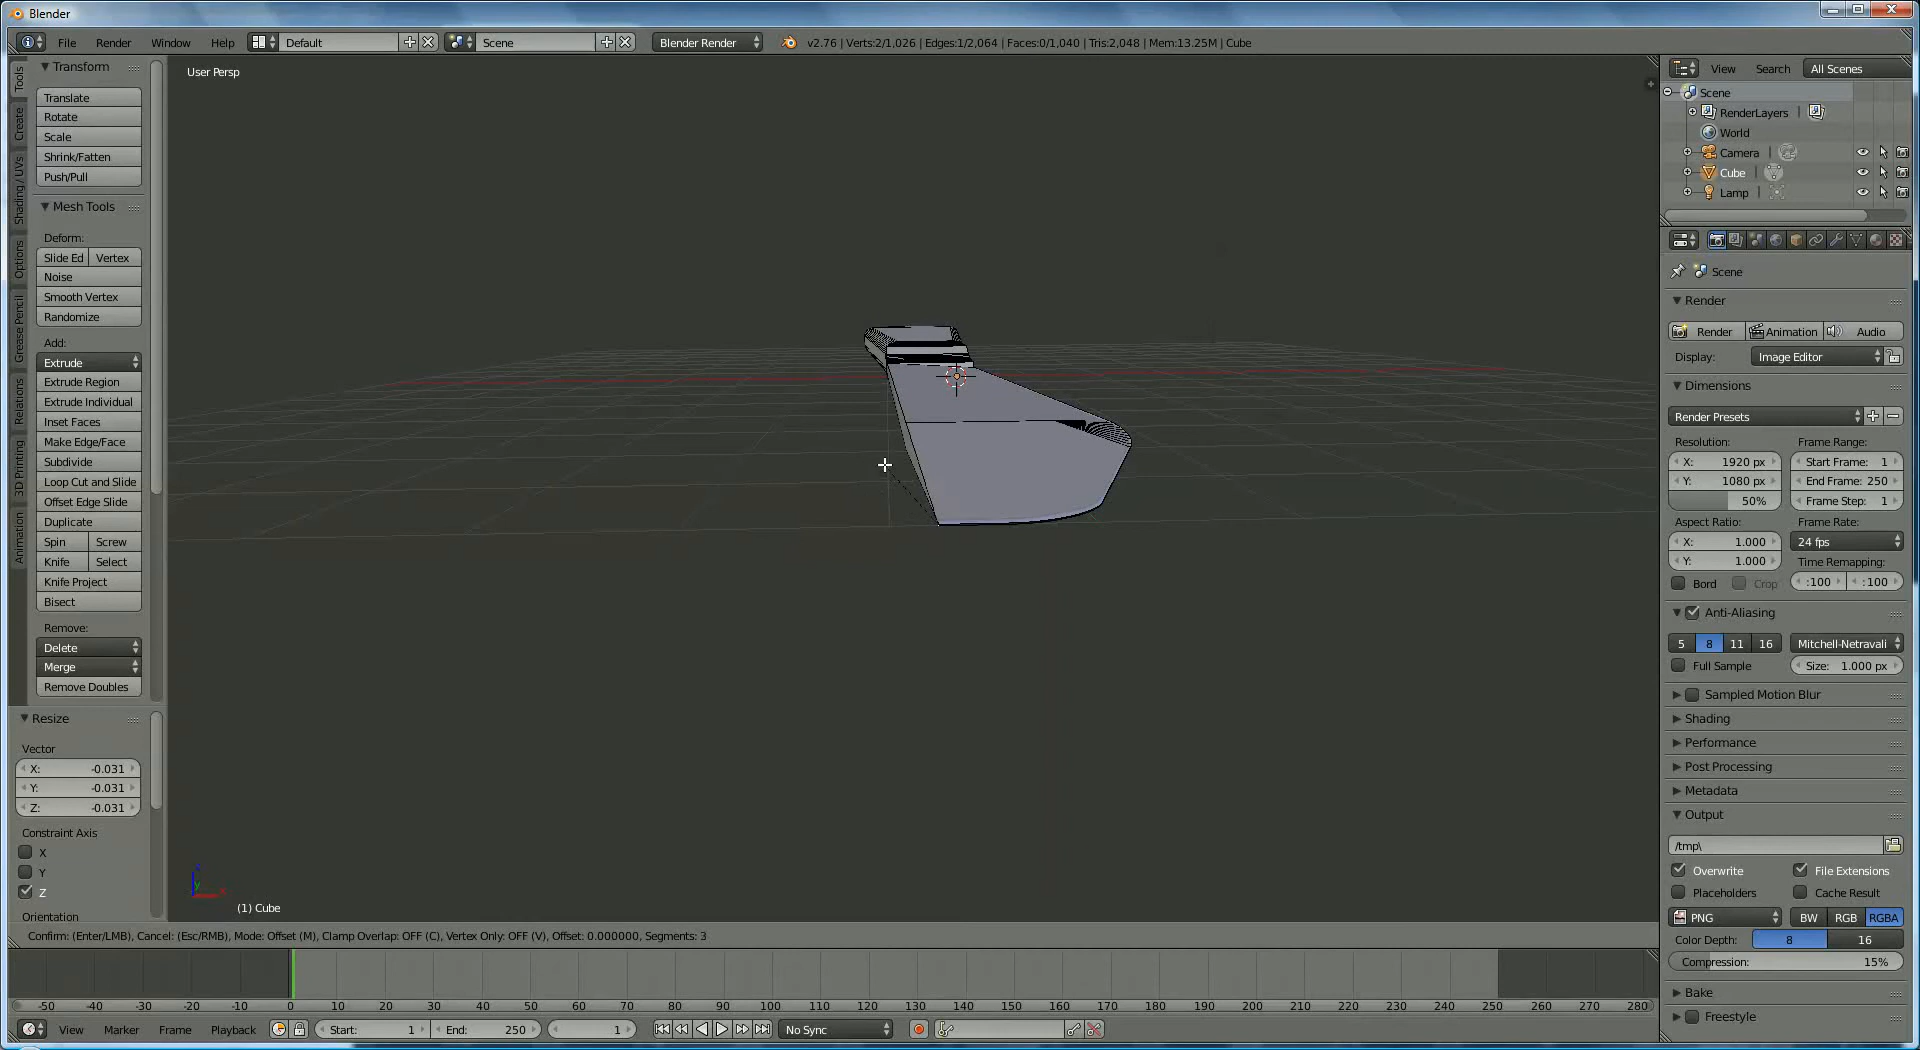 Blender
File Render Window Help Default Scene Blender Render v2.76 | Verts:2/1,026 | Edges:1/2,064 | Faces:0/1,040 | Tris:2,048 | Mem:13.25M | Cube
Tools
Create
Shading / UVs
Options
Grease Pencil
Relations
3D Printing
Animation
Transform
Translate
Rotate
Scale
Shrink/Fatten
Push/Pull
Mesh Tools
Deform:
Slide Ed Vertex
Noise
Smooth Vertex
Randomize
Add:
Extrude
Extrude Region
Extrude Individual
Inset Faces
Make Edge/Face
Subdivide
Loop Cut and Slide
Offset Edge Slide
Duplicate
Spin Screw
Knife Select
Knife Project
Bisect
Remove:
Delete
Merge
Remove Doubles
Resize
Vector
X: -0.031
Y: -0.031
Z: -0.031
Constraint Axis
X
Y
Z
Orientation
User Persp
(1) Cube
Confirm: (Enter/LMB), Cancel: (Esc/RMB), Mode: Offset (M), Clamp Overlap: OFF (C), Vertex Only: OFF (V), Offset: 0.000000, Segments: 3
View Search All Scenes
Scene
RenderLayers
World
Camera
Cube
Lamp
Scene
Render
Render Animation Audio
Display: Image Editor
Dimensions
Render Presets
Resolution: Frame Range:
X: 1920 px Start Frame: 1
Y: 1080 px End Frame: 250
50% Frame Step: 1
Aspect Ratio: Frame Rate:
X: 1.000 24 fps
Y: 1.000 Time Remapping:
Bord Crop :100 :100
Anti-Aliasing
5 8 11 16 Mitchell-Netravali
Full Sample Size: 1.000 px
Sampled Motion Blur
Shading
Performance
Post Processing
Metadata
Output
/tmp\
Overwrite File Extensions
Placeholders Cache Result
PNG BW RGB RGBA
Color Depth: 8 16
Compression: 15%
Bake
Freestyle
-50 -40 -30 -20 -10 0 10 20 30 40 50 60 70 80 90 100 110 120 130 140 150 160 170 180 190 200 210 220 230 240 250 260 270 280
View Marker Frame Playback Start: 1 End: 250 1 No Sync